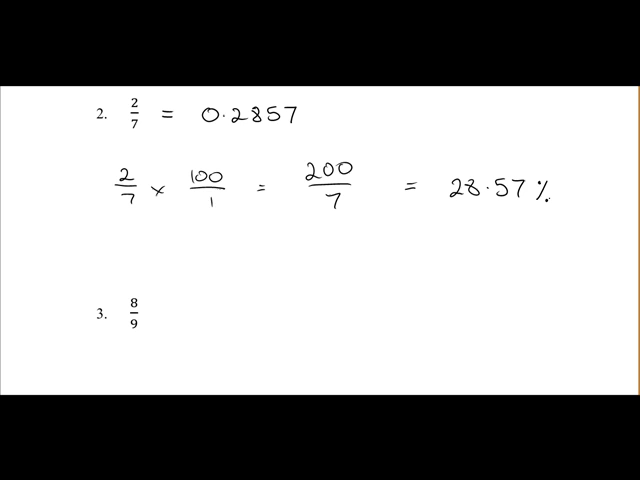 2. 2/7 = 0.2857
2/7 × 100/1 = 200/7 = 28.57 %
3. 8/9